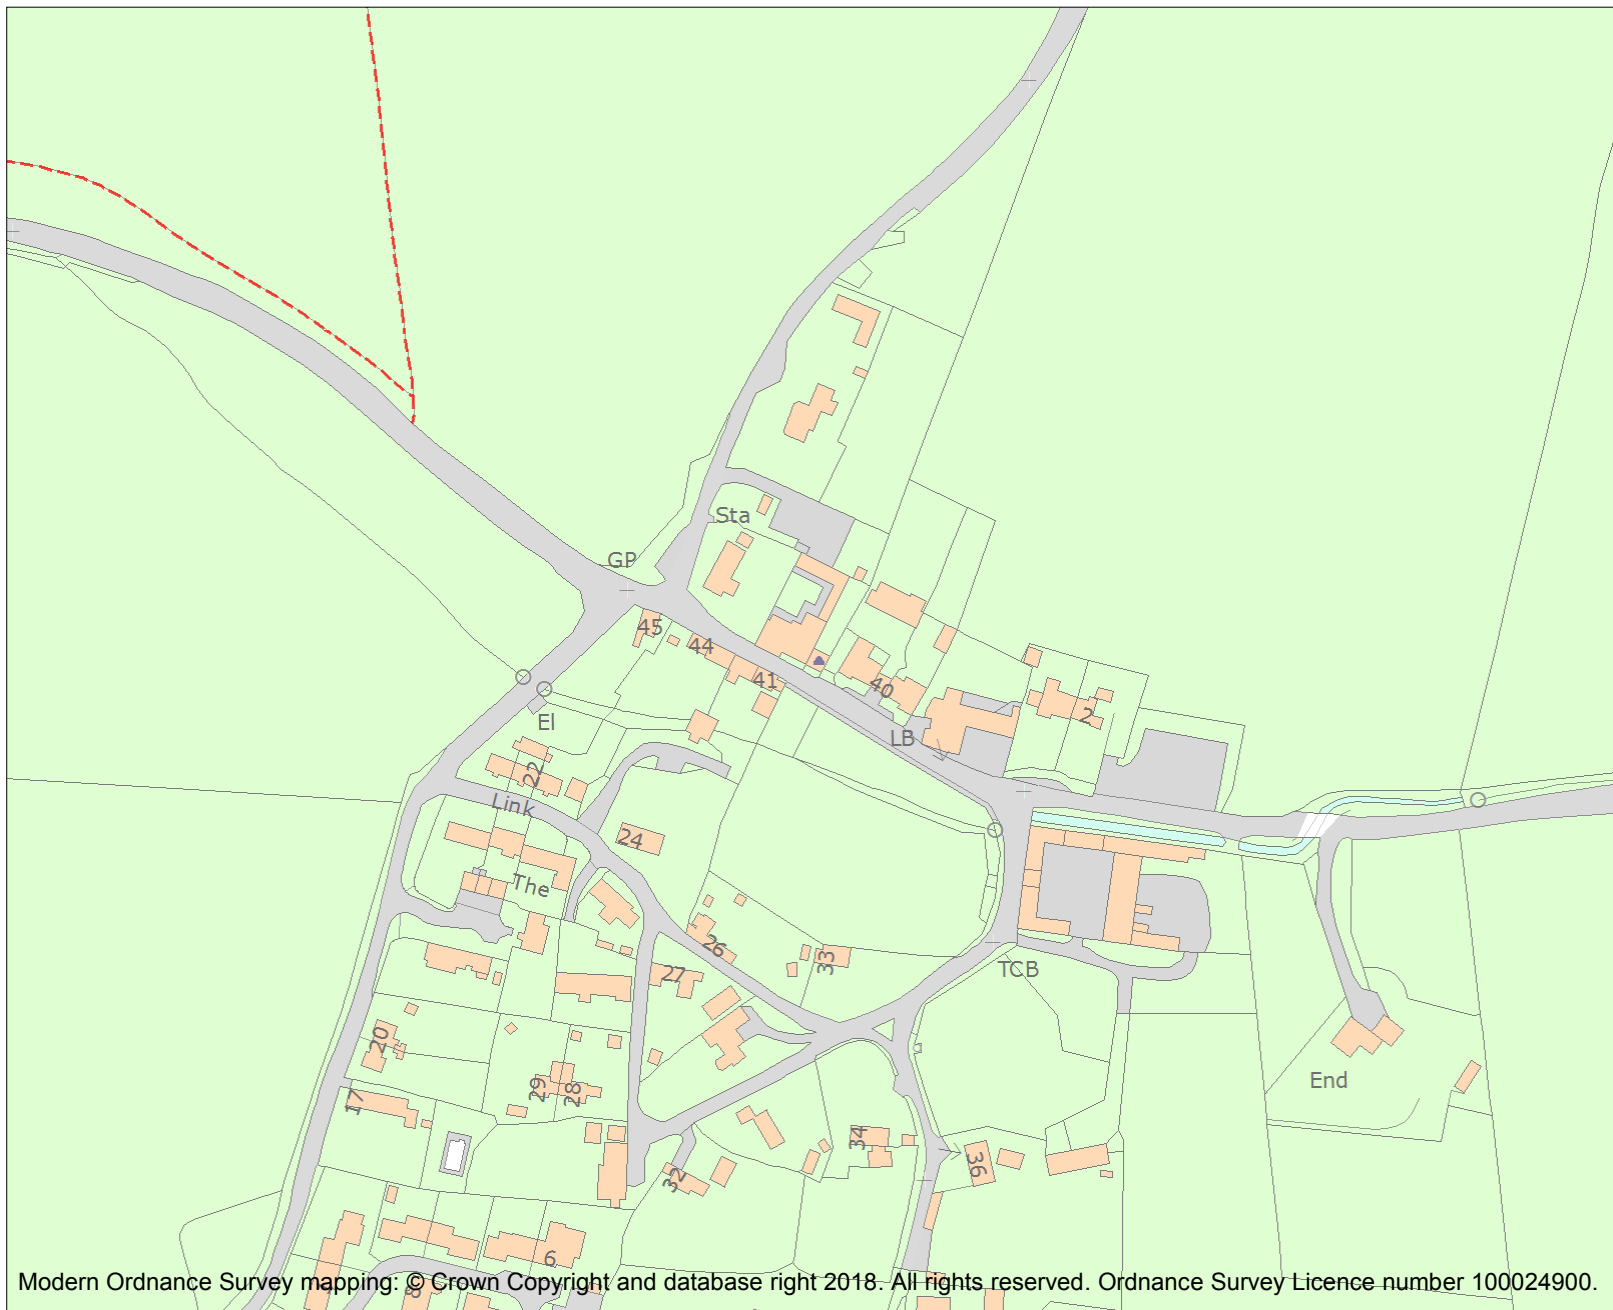 Sta
GP
45
44
41
40
2
El
LB
22
Link
24
The
26
33
27
TCB
20
17
29
28
End
34
36
32
6
8
Modern Ordnance Survey mapping: © Crown Copyright and database right 2018. All rights reserved. Ordnance Survey Licence number 100024900.